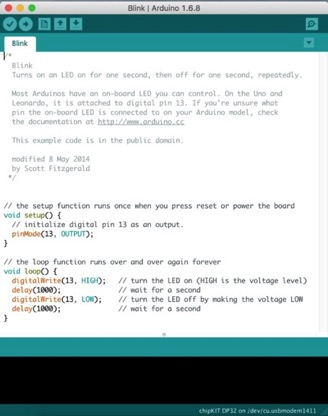 Blink | Arduino 1.6.8
Blink
/*
Blink
Turns on an LED on for one second, then off for one second, repeatedly.
Most Arduinos have an on-board LED you can control. On the Uno and
Leonardo, it is attached to digital pin 13. If you're unsure what
pin the on-board LED is connected to on your Arduino model, check
the documentation at http://www.arduino.cc
This example code is in the public domain.
modified 8 May 2014
by Scott Fitzgerald
*/
// the setup function runs once when you press reset or power the board
void setup() {
// initialize digital pin 13 as an output.
pinMode(13, OUTPUT);
}
// the loop function runs over and over again forever
void loop() {
digitalWrite(13, HIGH); // turn the LED on (HIGH is the voltage level)
delay(1000); // wait for a second
digitalWrite(13, LOW); // turn the LED off by making the voltage LOW
delay(1000); // wait for a second
}
chipKIT DP32 on /dev/cu.usbmodem1411